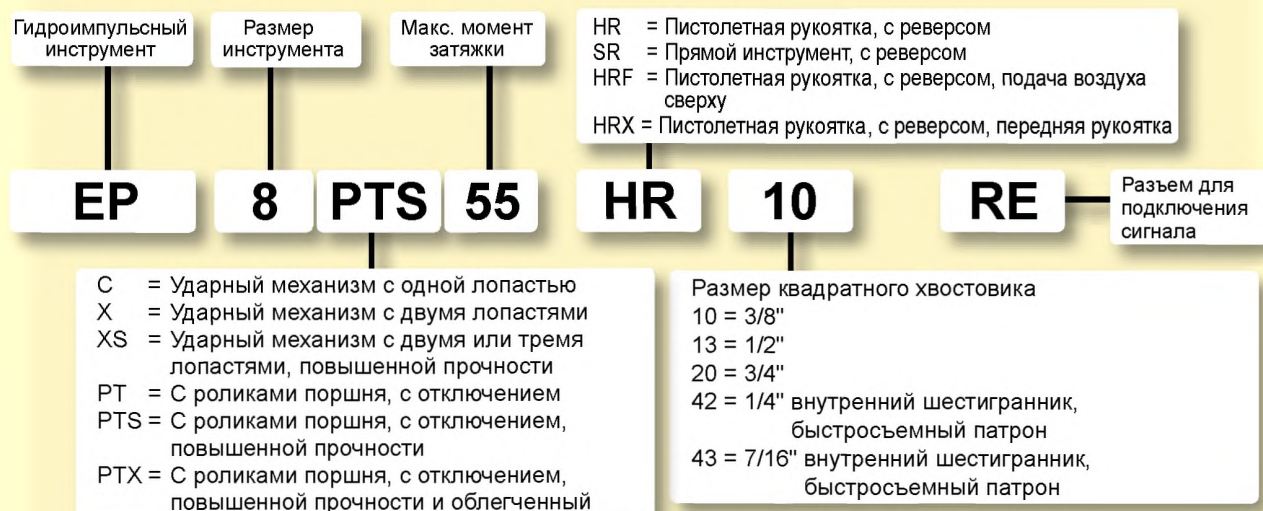 Гидроимпульсный
инструмент
Размер
инструмента
Макс. момент
затяжки
HR = Пистолетная рукоятка, с реверсом
SR = Прямой инструмент, с реверсом
HRF = Пистолетная рукоятка, с реверсом, подача воздуха
сверху
HRX = Пистолетная рукоятка, с реверсом, передняя рукоятка
EP 8 PTS 55 HR 10 RE
Разъем для
подключения
сигнала
C = Ударный механизм с одной лопастью
X = Ударный механизм с двумя лопастями
XS = Ударный механизм с двумя или тремя
лопастями, повышенной прочности
PT = С роликами поршня, с отключением
PTS = С роликами поршня, с отключением,
повышенной прочности
PTX = С роликами поршня, с отключением,
повышенной прочности и облегченный
Размер квадратного хвостовика
10 = 3/8"
13 = 1/2"
20 = 3/4"
42 = 1/4" внутренний шестигранник,
быстросъемный патрон
43 = 7/16" внутренний шестигранник,
быстросъемный патрон